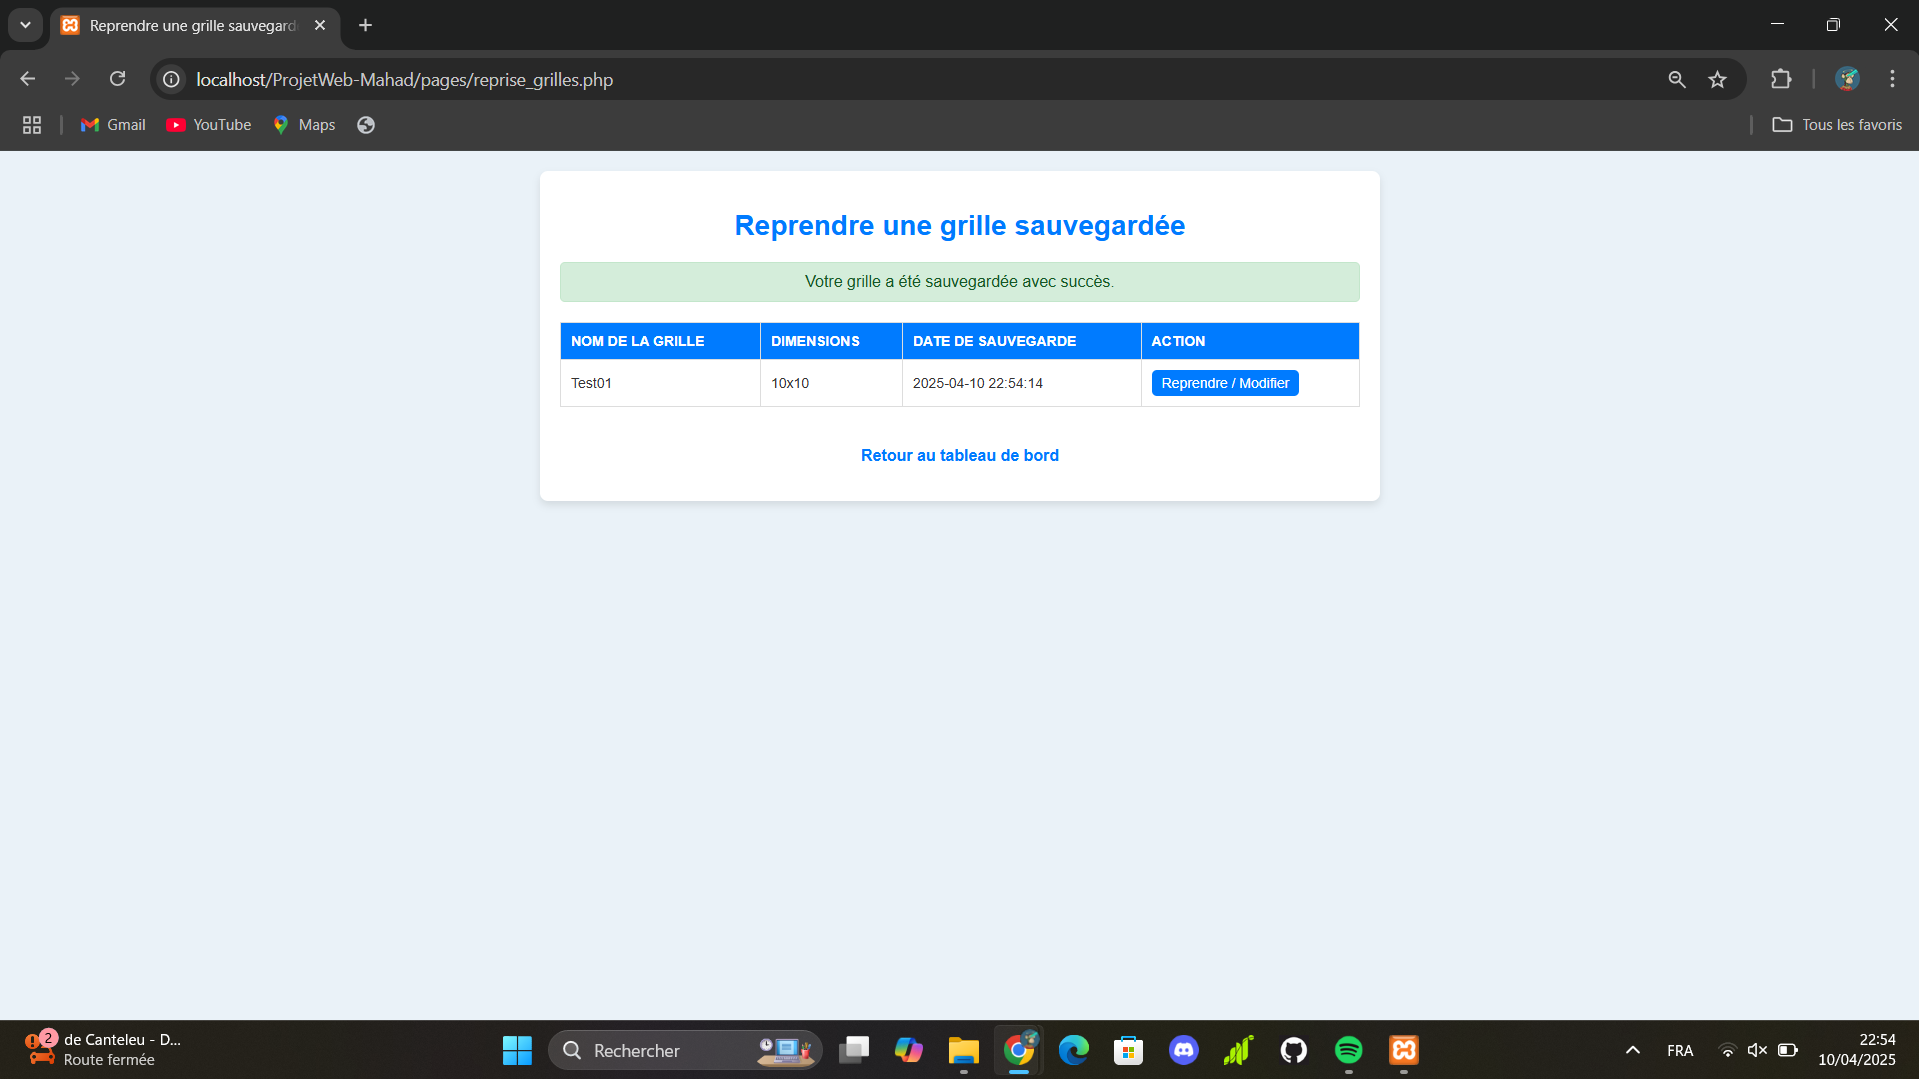 Reprendre une grille sauvegard
localhost/ProjetWeb-Mahad/pages/reprise_grilles.php
Gmail YouTube Maps Tous les favoris
Reprendre une grille sauvegardée
Votre grille a été sauvegardée avec succès.
NOM DE LA GRILLE DIMENSIONS DATE DE SAUVEGARDE ACTION
Test01 10x10 2025-04-10 22:54:14 Reprendre / Modifier
Retour au tableau de bord
2 de Canteleu - D...
Route fermée
Rechercher
FRA
22:54
10/04/2025